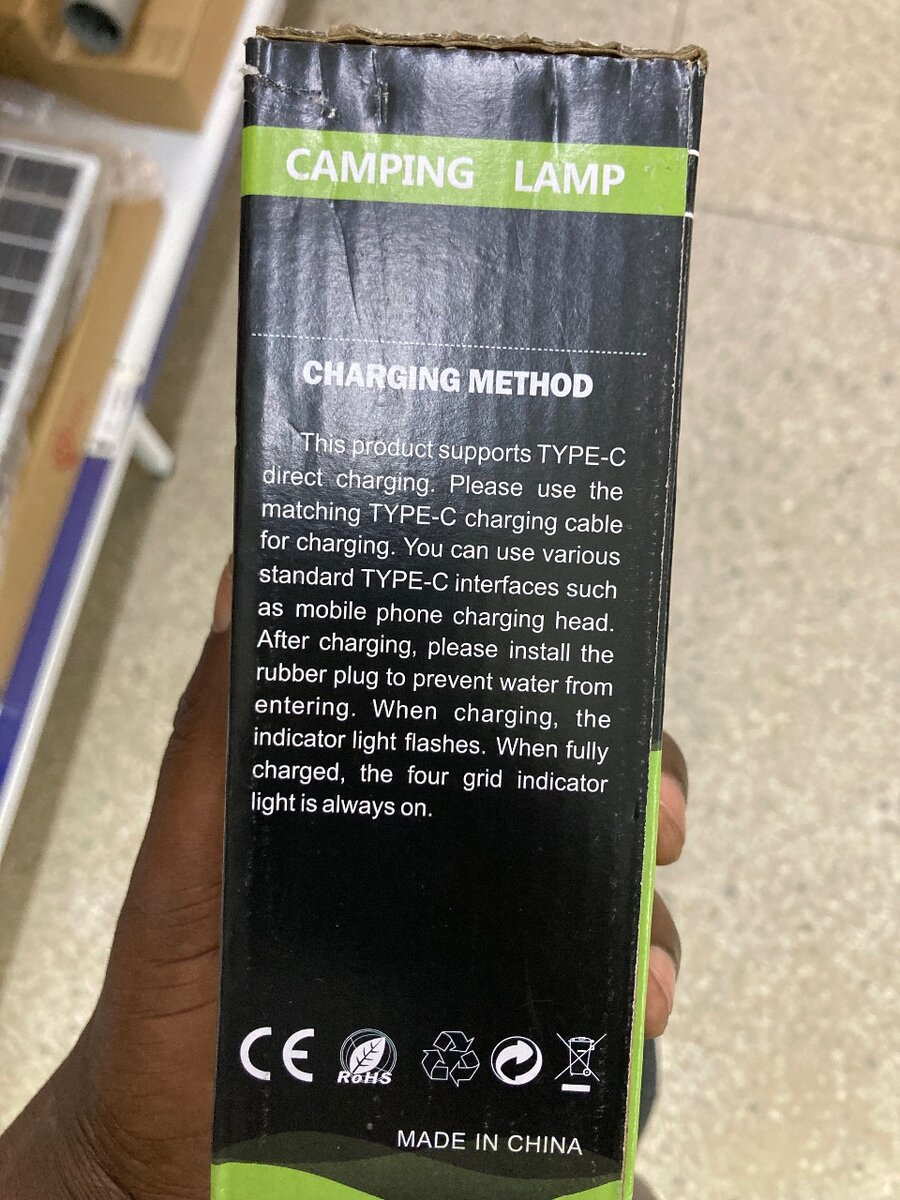 CAMPING LAMP
CHARGING METHOD
This product supports TYPE-C
direct charging. Please use the
matching TYPE-C charging cable
for charging. You can use various
standard TYPE-C interfaces such
as mobile phone charging head.
After charging, please install the
rubber plug to prevent water from
entering. When charging, the
indicator light flashes. When fully
charged, the four grid indicator
light is always on.
CE RoHS
MADE IN CHINA